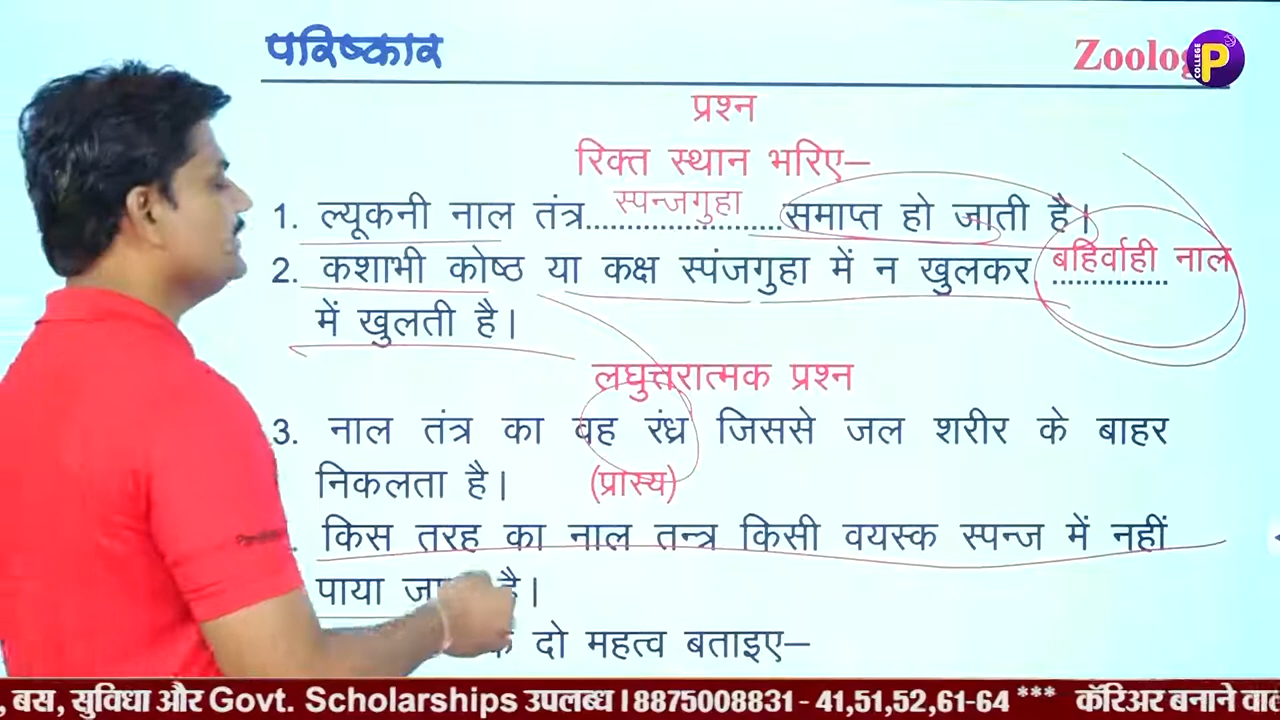 परिष्कार
Zoolog
COLLEGE P
प्रश्न
रिक्त स्थान भरिए–
1. ल्यूकनी नाल तंत्र......स्पन्जगुहा......समाप्त हो जाती है।
2. कशाभी कोष्ठ या कक्ष स्पंजगुहा में न खुलकर बहिर्वाही नाल
में खुलती है।
लघुत्तरात्मक प्रश्न
3. नाल तंत्र का वह रंध्र जिससे जल शरीर के बाहर
निकलता है। (प्रास्य)
किस तरह का नाल तन्त्र किसी वयस्क स्पन्ज में नहीं
पाया है।
दो महत्व बताइए–
, बस, सुविधा और Govt. Scholarships उपलब्ध । 8875008831 - 41,51,52,61-64 *** कॅरिअर बनाने